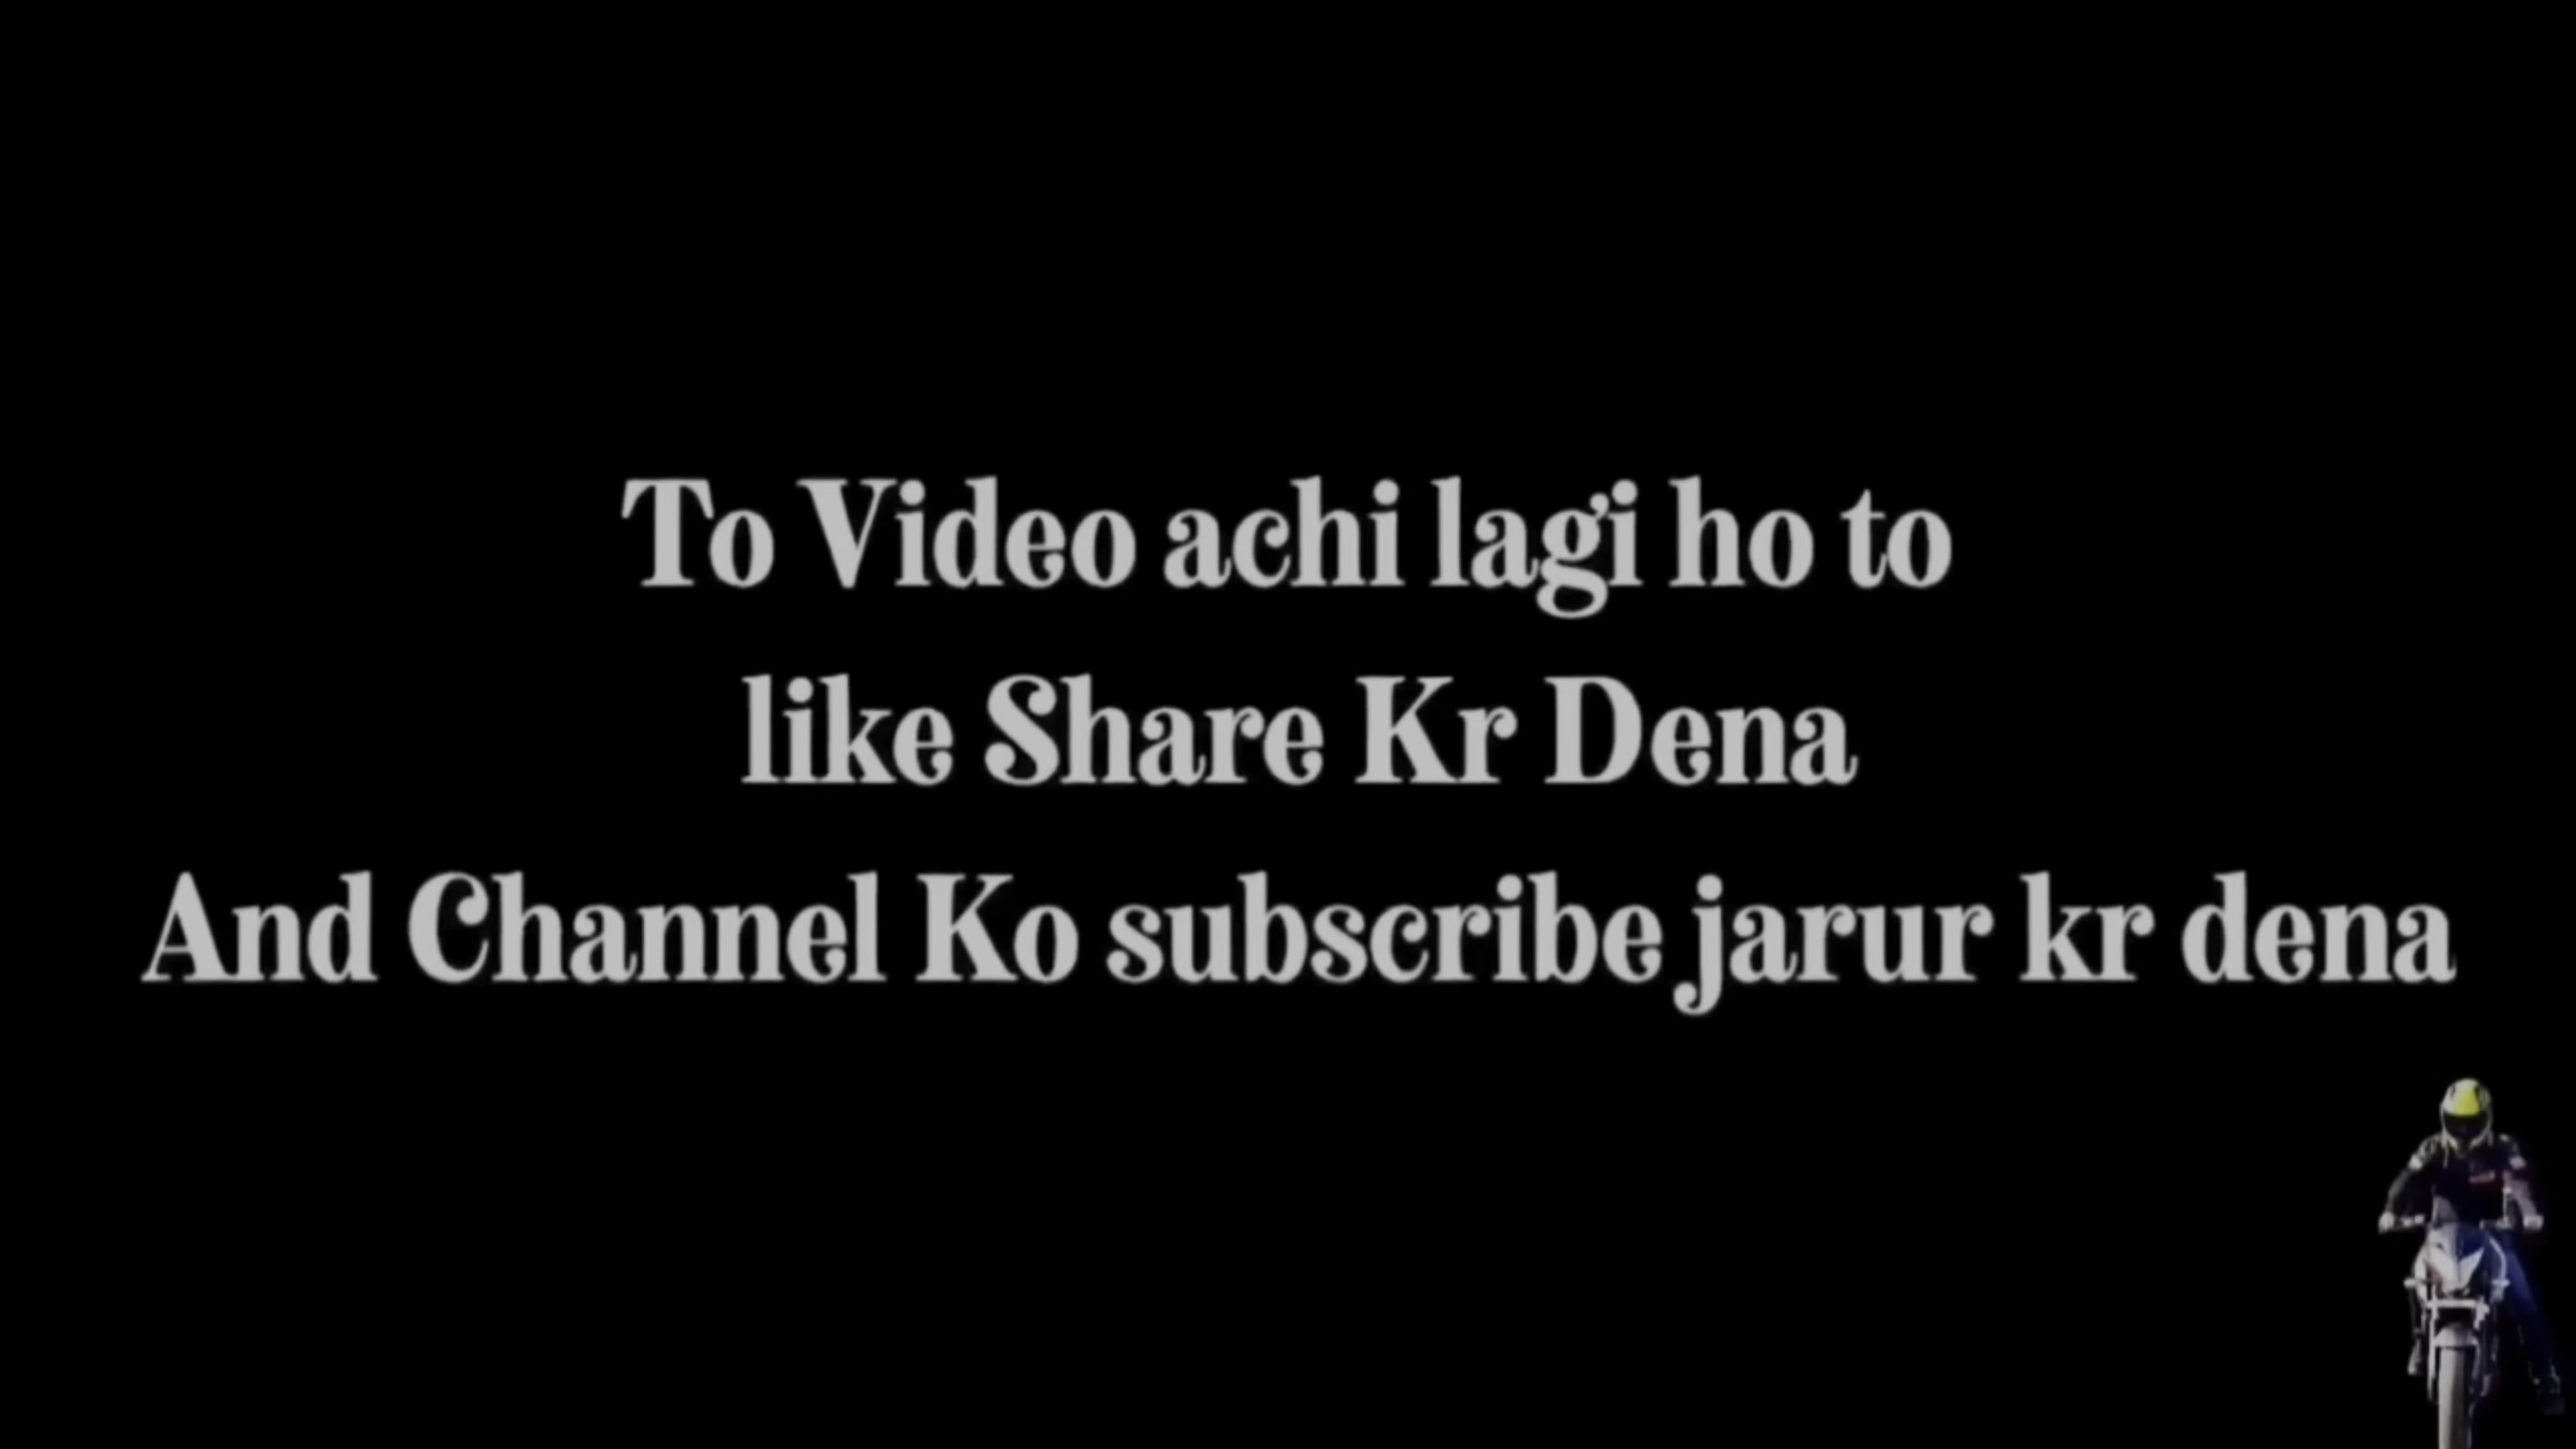 To Video achi lagi ho to
like Share Kr Dena
And Channel Ko subscribe jarur kr dena